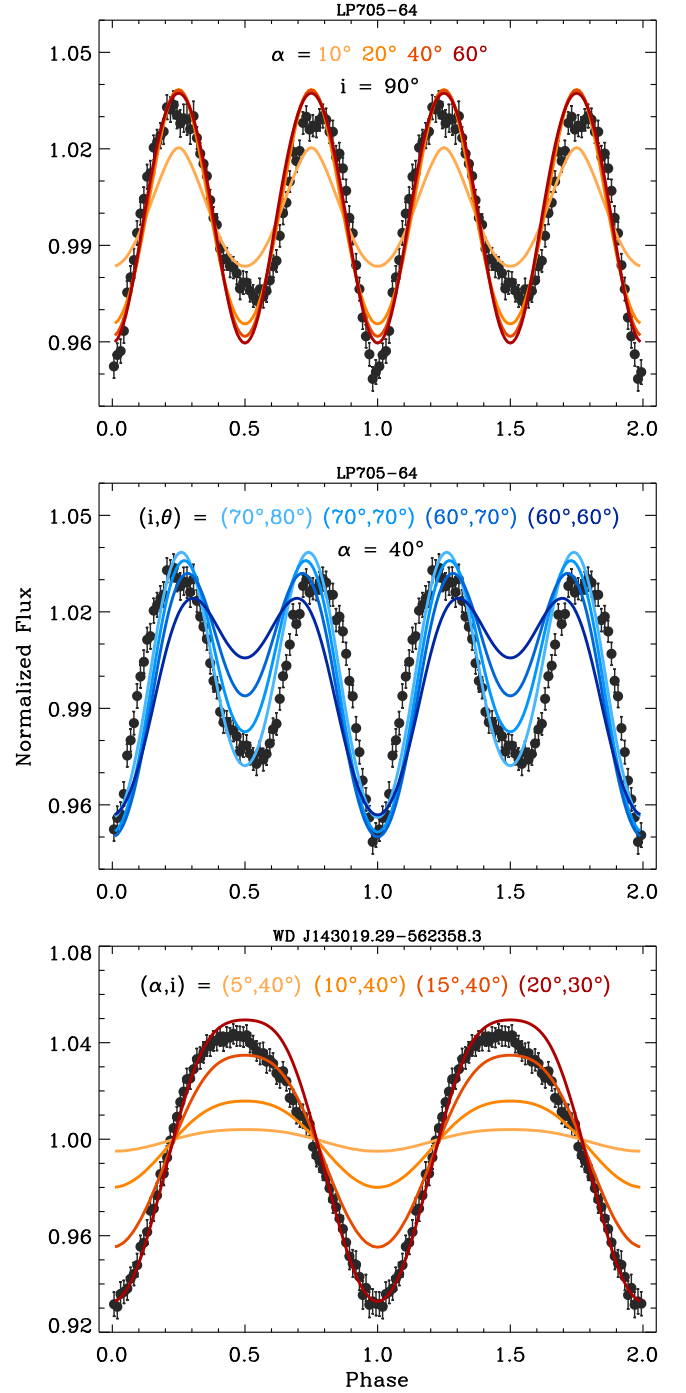 LP705-64
α = 10° 20° 40° 60°
i = 90°
1.05
1.02
0.99
0.96
0.0 0.5 1.0 1.5 2.0
LP705-64
(i,θ) = (70°,80°) (70°,70°) (60°,70°) (60°,60°)
α = 40°
1.05
1.02
0.99
0.96
Normalized Flux
0.0 0.5 1.0 1.5 2.0
WD J143019.29-562358.3
(α,i) = (5°,40°) (10°,40°) (15°,40°) (20°,30°)
1.08
1.04
1.00
0.96
0.92
0.0 0.5 1.0 1.5 2.0
Phase